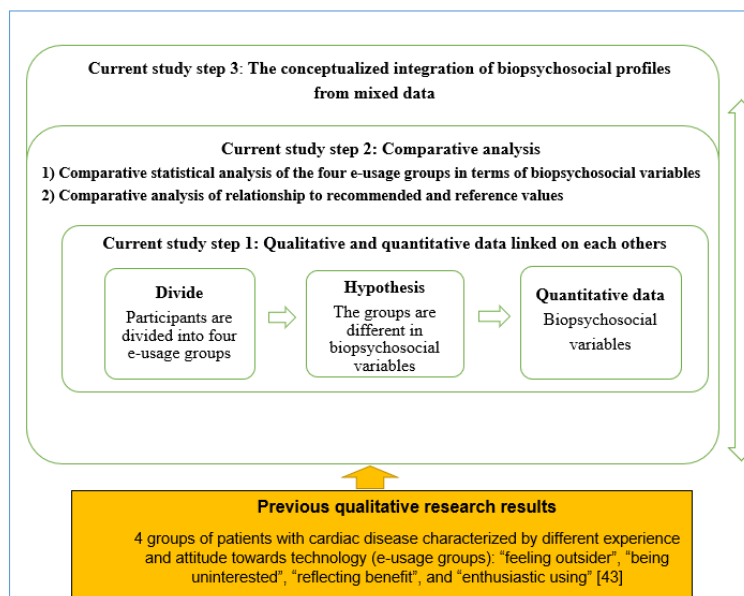 Current study step 3: The conceptualized integration of biopsychosocial profiles
from mixed data
Current study step 2: Comparative analysis
1) Comparative statistical analysis of the four e-usage groups in terms of biopsychosocial variables
2) Comparative analysis of relationship to recommended and reference values
Current study step 1: Qualitative and quantitative data linked on each others
Divide
Participants are
divided into four
e-usage groups
Hypothesis
The groups are
different in
biopsychosocial
variables
Quantitative data
Biopsychosocial
variables
Previous qualitative research results
4 groups of patients with cardiac disease characterized by different experience
and attitude towards technology (e-usage groups): “feeling outsider”, “being
uninterested”, “reflecting benefit”, and “enthusiastic using” [43]